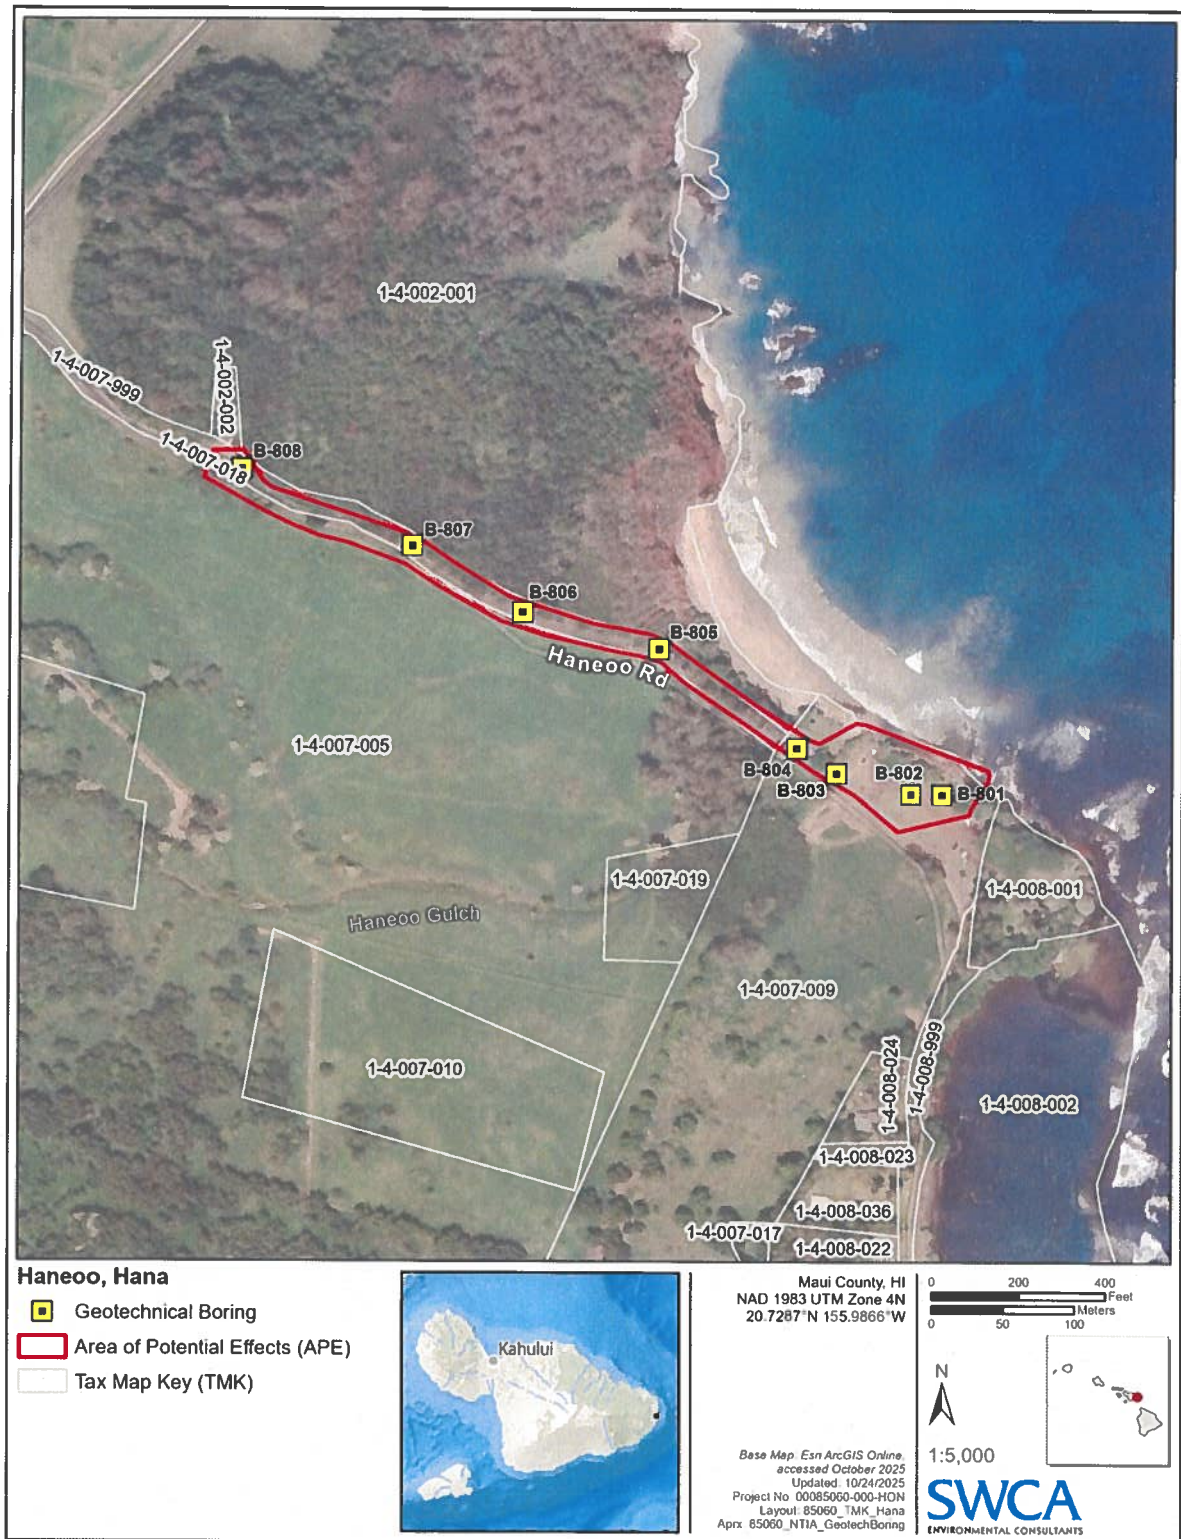 1-4-002-001
1-4-007-999
1-4-002-002
1-4-007-018
B-808
B-807
B-806
B-805
Haneoo Rd
1-4-007-005
B-804
B-803
B-802
B-801
1-4-007-019
1-4-008-001
Haneoo Gulch
1-4-007-009
1-4-007-010
1-4-008-024
1-4-008-999
1-4-008-002
1-4-008-023
1-4-008-036
1-4-007-017
1-4-008-022
Haneoo, Hana
Geotechnical Boring
Area of Potential Effects (APE)
Tax Map Key (TMK)
Kahului
Maui County, HI
NAD 1983 UTM Zone 4N
20.7287°N 155.9866°W
Base Map: Esri ArcGIS Online,
accessed October 2025
Updated: 10/24/2025
Project No. 00085060-000-HON
Layout: 85060_TMK_Hana
Aprx: 85060_NTIA_GeotechBoring
0 200 400
Feet
Meters
0 50 100
N
1:5,000
SWCA
ENVIRONMENTAL CONSULTANTS